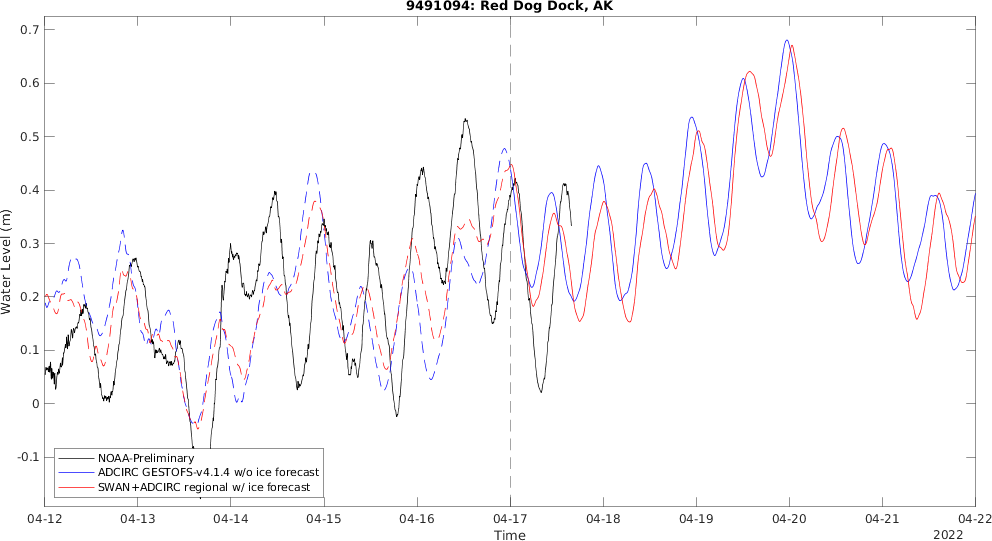 9491094: Red Dog Dock, AK
0.7
0.6
0.5
0.4
0.3
0.2
0.1
0
-0.1
Water Level (m)
NOAA-Preliminary
ADCIRC GESTOFS-v4.1.4 w/o ice forecast
SWAN+ADCIRC regional w/ ice forecast
04-12 04-13 04-14 04-15 04-16 04-17 04-18 04-19 04-20 04-21 04-22
Time
2022